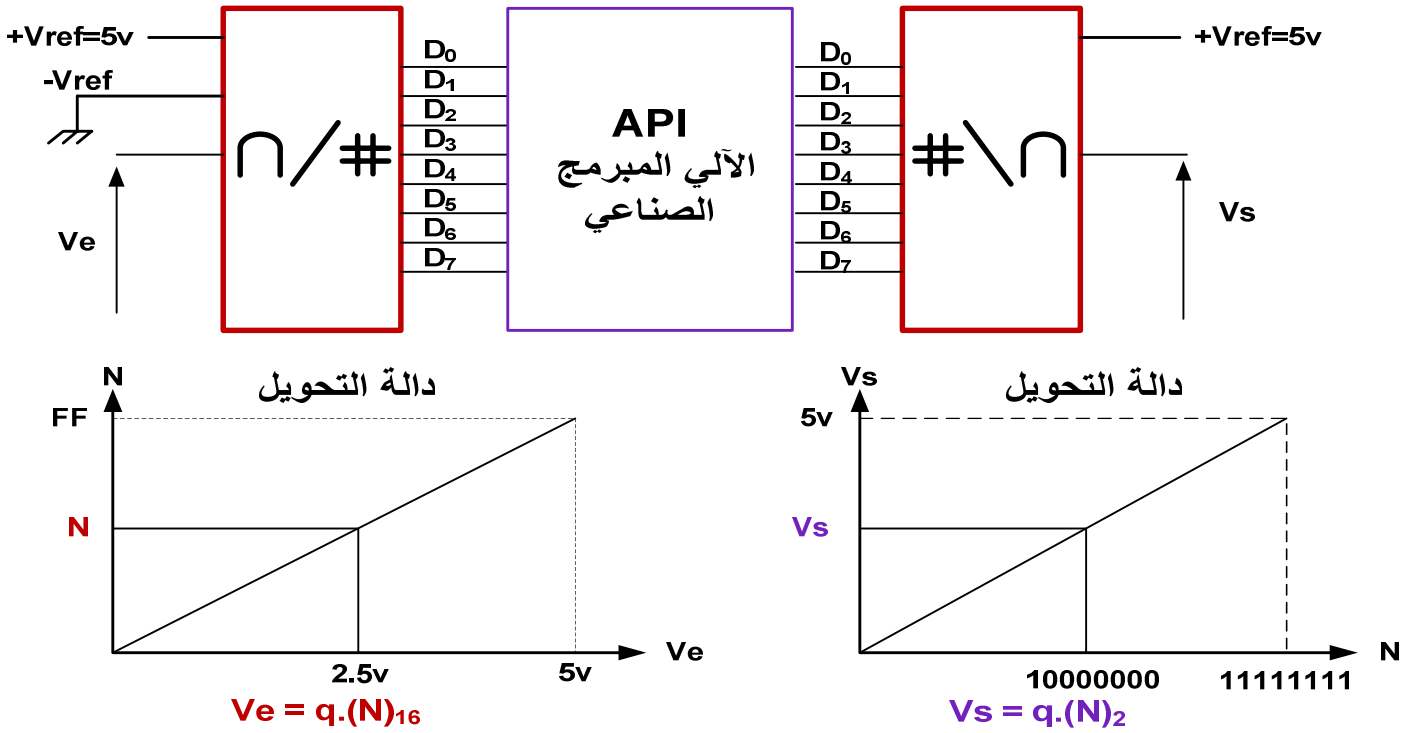 +Vref=5v
-Vref
Ve
∩/#
D₀
D₁
D₂
D₃
D₄
D₅
D₆
D₇
API
الآلي المبرمج
الصناعي
D₀
D₁
D₂
D₃
D₄
D₅
D₆
D₇
#\∩
+Vref=5v
Vs
دالة التحويل
N
FF
N
2.5v
5v
Ve
Ve = q.(N)₁₆
دالة التحويل
Vs
5v
Vs
10000000
11111111
N
Vs = q.(N)₂